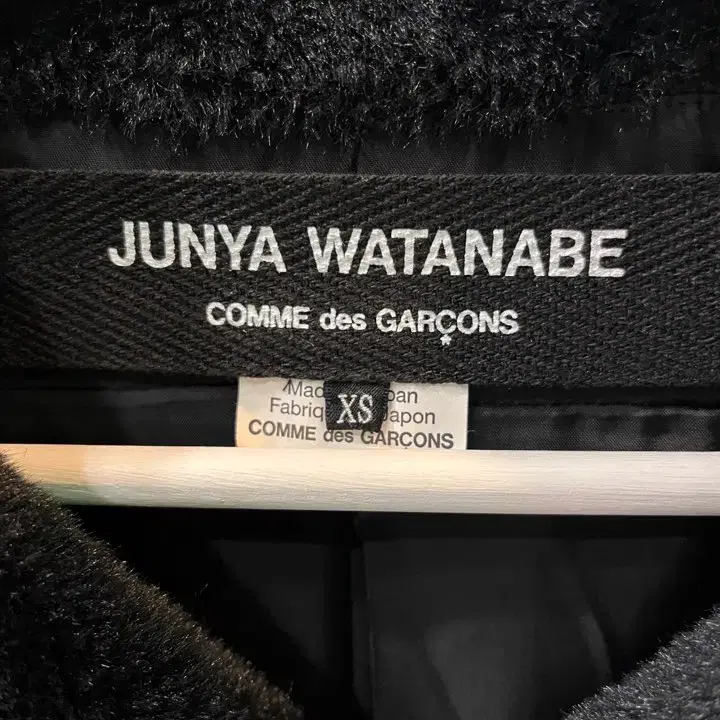 JUNYA WATANABE
COMME des GARÇONS
XS
COMME des GARÇONS